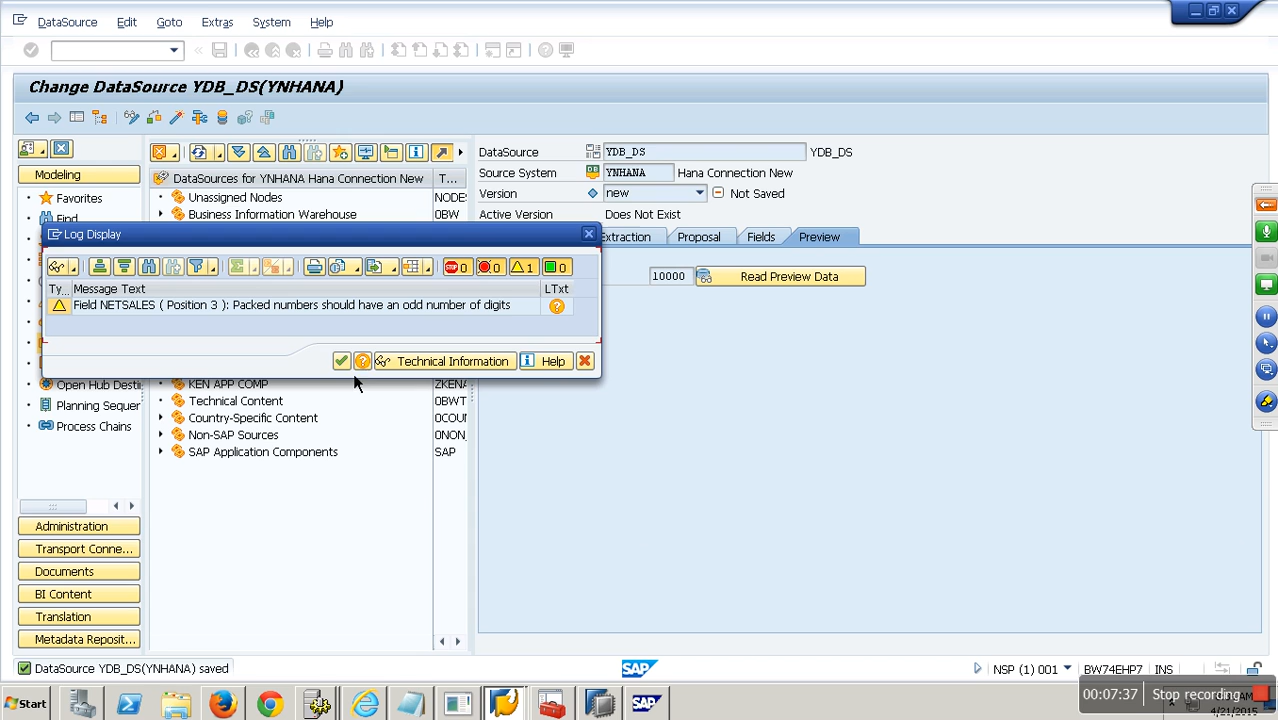 DataSource Edit Goto Extras System Help
Change DataSource YDB_DS(YNHANA)
Modeling
Favorites
Find
Open Hub Desti
Planning Sequer
Process Chains
Administration
Transport Conne...
Documents
BI Content
Translation
Metadata Reposit...
DataSources for YNHANA Hana Connection New T...
Unassigned Nodes NODES
Business Information Warehouse 0BW
KEN APP COMP ZKENA
Technical Content 0BWT
Country-Specific Content 0COU
Non-SAP Sources 0NON_
SAP Application Components SAP
DataSource YDB_DS YDB_DS
Source System YNHANA Hana Connection New
Version new Not Saved
Active Version Does Not Exist
Extraction Proposal Fields Preview
10000 Read Preview Data
Log Display
STOP 0 0 1 0
Ty... Message Text LTxt
Field NETSALES ( Position 3 ): Packed numbers should have an odd number of digits
Technical Information Help
DataSource YDB_DS(YNHANA) saved
SAP
NSP (1) 001 BW74EHP7 INS
Start
SAP
00:07:37 Stop recording
AM
4/21/2015